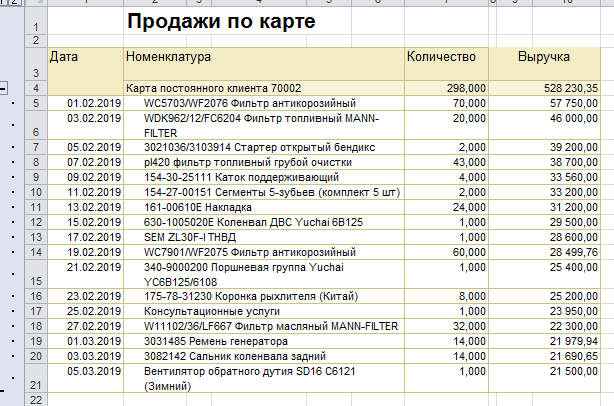 1 2 1 2 3 4 5 6 7 8 9 10
1 Продажи по карте
2
3 Дата Номенклатура Количество Выручка
4 Карта постоянного клиента 70002 298,000 528 230,35
5 01.02.2019 WC5703/WF2076 Фильтр антикорозийный 70,000 57 750,00
6 03.02.2019 WDK962/12/FC6204 Фильтр топливный MANN- 20,000 46 000,00
FILTER
7 05.02.2019 3021036/3103914 Стартер открытый бендикс 2,000 39 200,00
8 07.02.2019 pl420 фильтр топливный грубой очистки 43,000 38 700,00
9 09.02.2019 154-30-25111 Каток поддерживающий 4,000 33 560,00
10 11.02.2019 154-27-00151 Сегменты 5-зубьев (комплект 5 шт) 2,000 33 200,00
11 13.02.2019 161-00610E Накладка 24,000 31 200,00
12 15.02.2019 630-1005020E Коленвал ДВС Yuchai 6B125 1,000 29 500,00
13 17.02.2019 SEM ZL30F-I ТНВД 1,000 28 600,00
14 19.02.2019 WC7901/WF2075 Фильтр антикорозийный 60,000 28 499,76
15 21.02.2019 340-9000200 Поршневая группа Yuchai 1,000 25 400,00
YC6B125/6108
16 23.02.2019 175-78-31230 Коронка рыхлителя (Китай) 8,000 25 200,00
17 25.02.2019 Консультационные услуги 1,000 23 950,00
18 27.02.2019 W11102/36/LF667 Фильтр масляный MANN-FILTER 32,000 22 300,00
19 01.03.2019 3031485 Ремень генератора 14,000 21 979,94
20 03.03.2019 3082142 Сальник коленвала задний 14,000 21 690,65
21 05.03.2019 Вентилятор обратного дутия SD16 C6121 1,000 21 500,00
(Зимний)
22